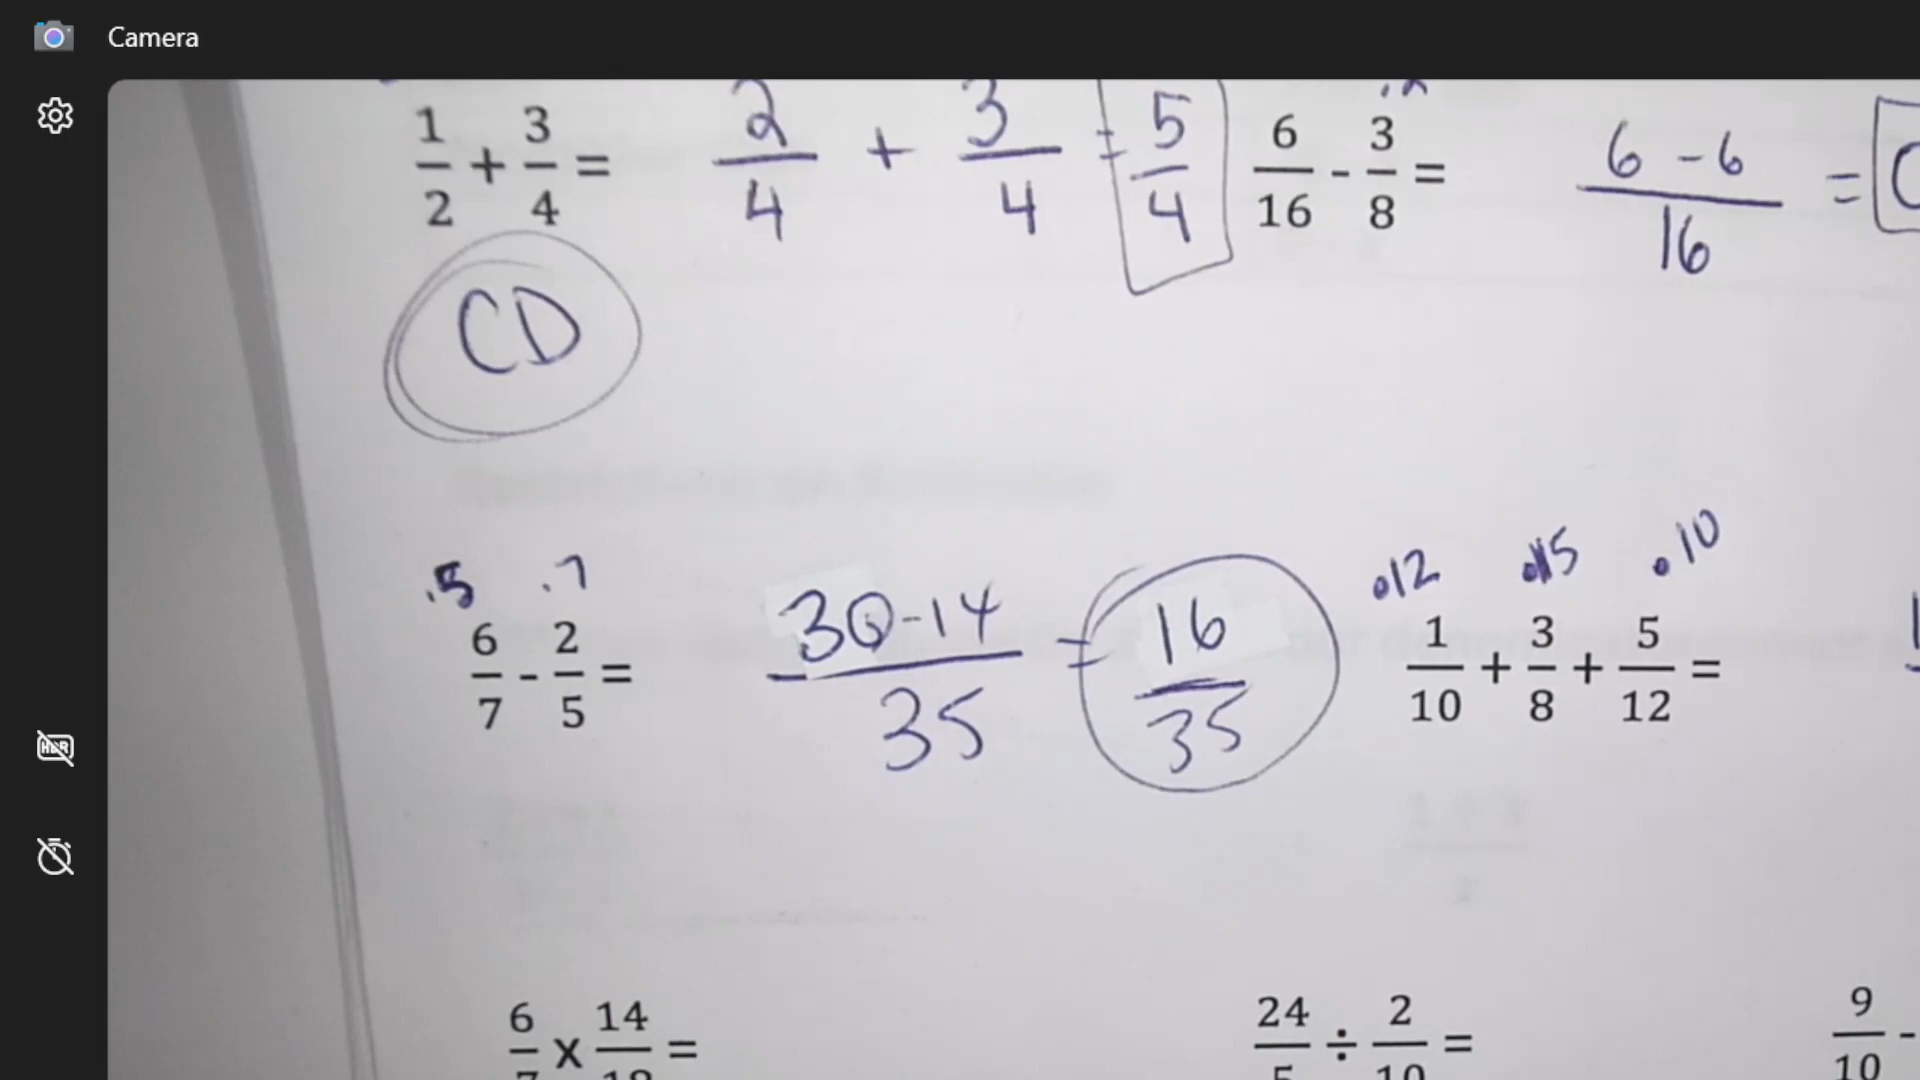 Camera
1/2 + 3/4 = 2/4 + 3/4 = 5/4
6/16 - 3/8 = 6 - 6/16 =
CD
.5 .7
6/7 - 2/5 = 30 - 14/35 = 16/35
.12 .15 .10
1/10 + 3/8 + 5/12 =
6/7 x 14/18 =
24/5 ÷ 2/10 =
9/10 -